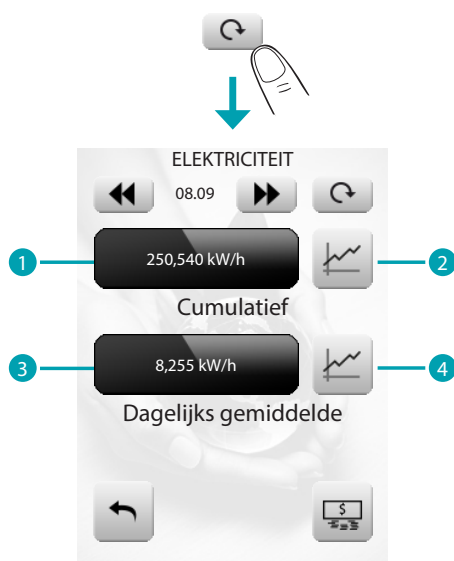 ELEKTRICITEIT
08.09
1 250,540 kW/h 2
Cumulatief
3 8,255 kW/h 4
Dagelijks gemiddelde
$